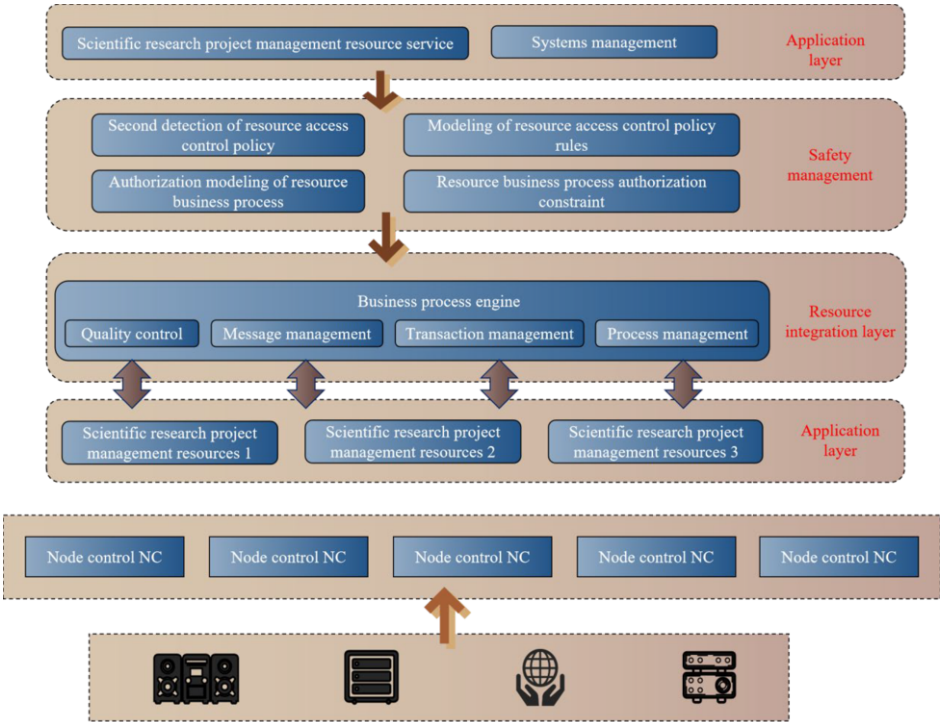 Scientific research project management resource service
Systems management
Application
layer
Second detection of resource access
control policy
Modeling of resource access control policy
rules
Authorization modeling of resource
business process
Resource business process authorization
constraint
Safety
management
Business process engine
Quality control
Message management
Transaction management
Process management
Resource
integration layer
Scientific research project
management resources 1
Scientific research project
management resources 2
Scientific research project
management resources 3
Application
layer
Node control NC
Node control NC
Node control NC
Node control NC
Node control NC